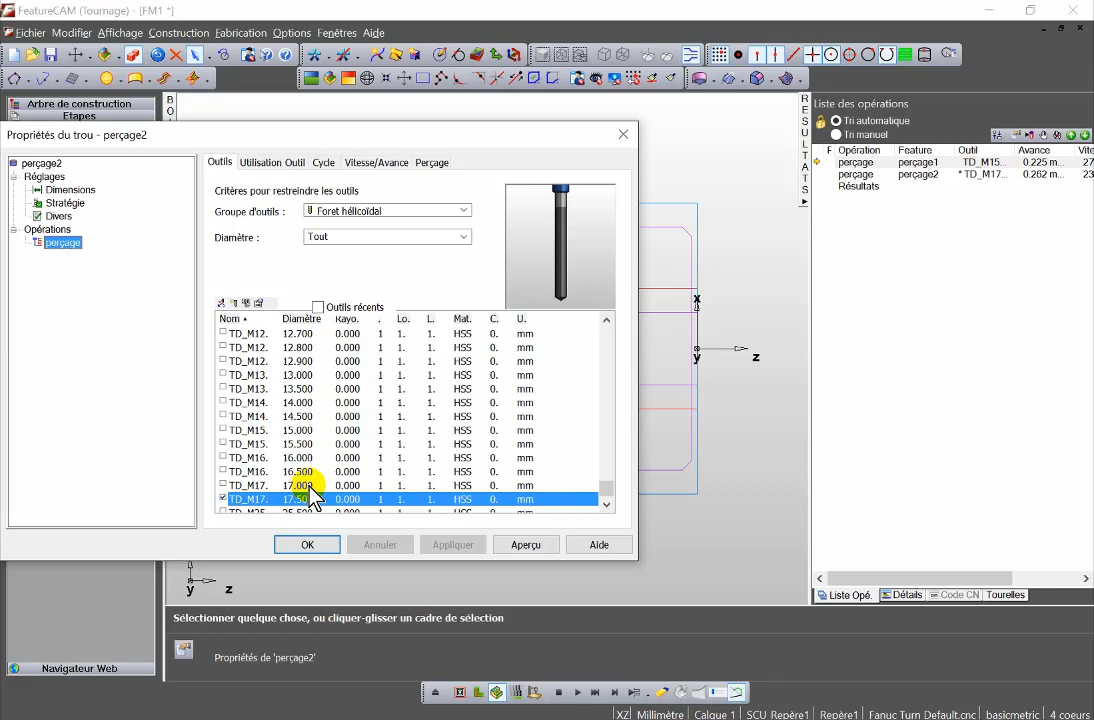 FeatureCAM (Tournage) - [FM1 *]
Fichier Modifier Affichage Construction Fabrication Options Fenêtres Aide
Arbre de construction
Etapes
B
O
R
E
S
U
L
T
A
T
S
Propriétés du trou - perçage2
perçage2
Réglages
Dimensions
Stratégie
Divers
Opérations
perçage
Outils Utilisation Outil Cycle Vitesse/Avance Perçage
Critères pour restreindre les outils
Groupe d'outils : Foret hélicoïdal
Diamètre : Tout
Outils récents
Nom Diamètre Rayo. . Lo. L. Mat. C. U.
TD_M12. 12.700 0.000 1 1. 1. HSS 0. mm
TD_M12. 12.800 0.000 1 1. 1. HSS 0. mm
TD_M12. 12.900 0.000 1 1. 1. HSS 0. mm
TD_M13. 13.000 0.000 1 1. 1. HSS 0. mm
TD_M13. 13.500 0.000 1 1. 1. HSS 0. mm
TD_M14. 14.000 0.000 1 1. 1. HSS 0. mm
TD_M14. 14.500 0.000 1 1. 1. HSS 0. mm
TD_M15. 15.000 0.000 1 1. 1. HSS 0. mm
TD_M15. 15.500 0.000 1 1. 1. HSS 0. mm
TD_M16. 16.000 0.000 1 1. 1. HSS 0. mm
TD_M16. 16.500 0.000 1 1. 1. HSS 0. mm
TD_M17. 17.000 0.000 1 1. 1. HSS 0. mm
TD_M17. 17.500 0.000 1 1. 1. HSS 0. mm
OK Annuler Appliquer Aperçu Aide
x
y
z
y
z
Liste des opérations
Tri automatique
Tri manuel
F Opération Feature Outil Avance Vite
perçage perçage1 TD_M15... 0.225 m... 27
perçage perçage2 * TD_M17... 0.262 m... 23
Résultats
Liste Opé. Détails Code CN Tourelles
Sélectionner quelque chose, ou cliquer-glisser un cadre de sélection
Propriétés de 'perçage2'
Navigateur Web
XZ Millimètre Calque 1 SCU Repère1 Repère1 Fanuc Turn Default.cnc basicmetric 4 coeurs